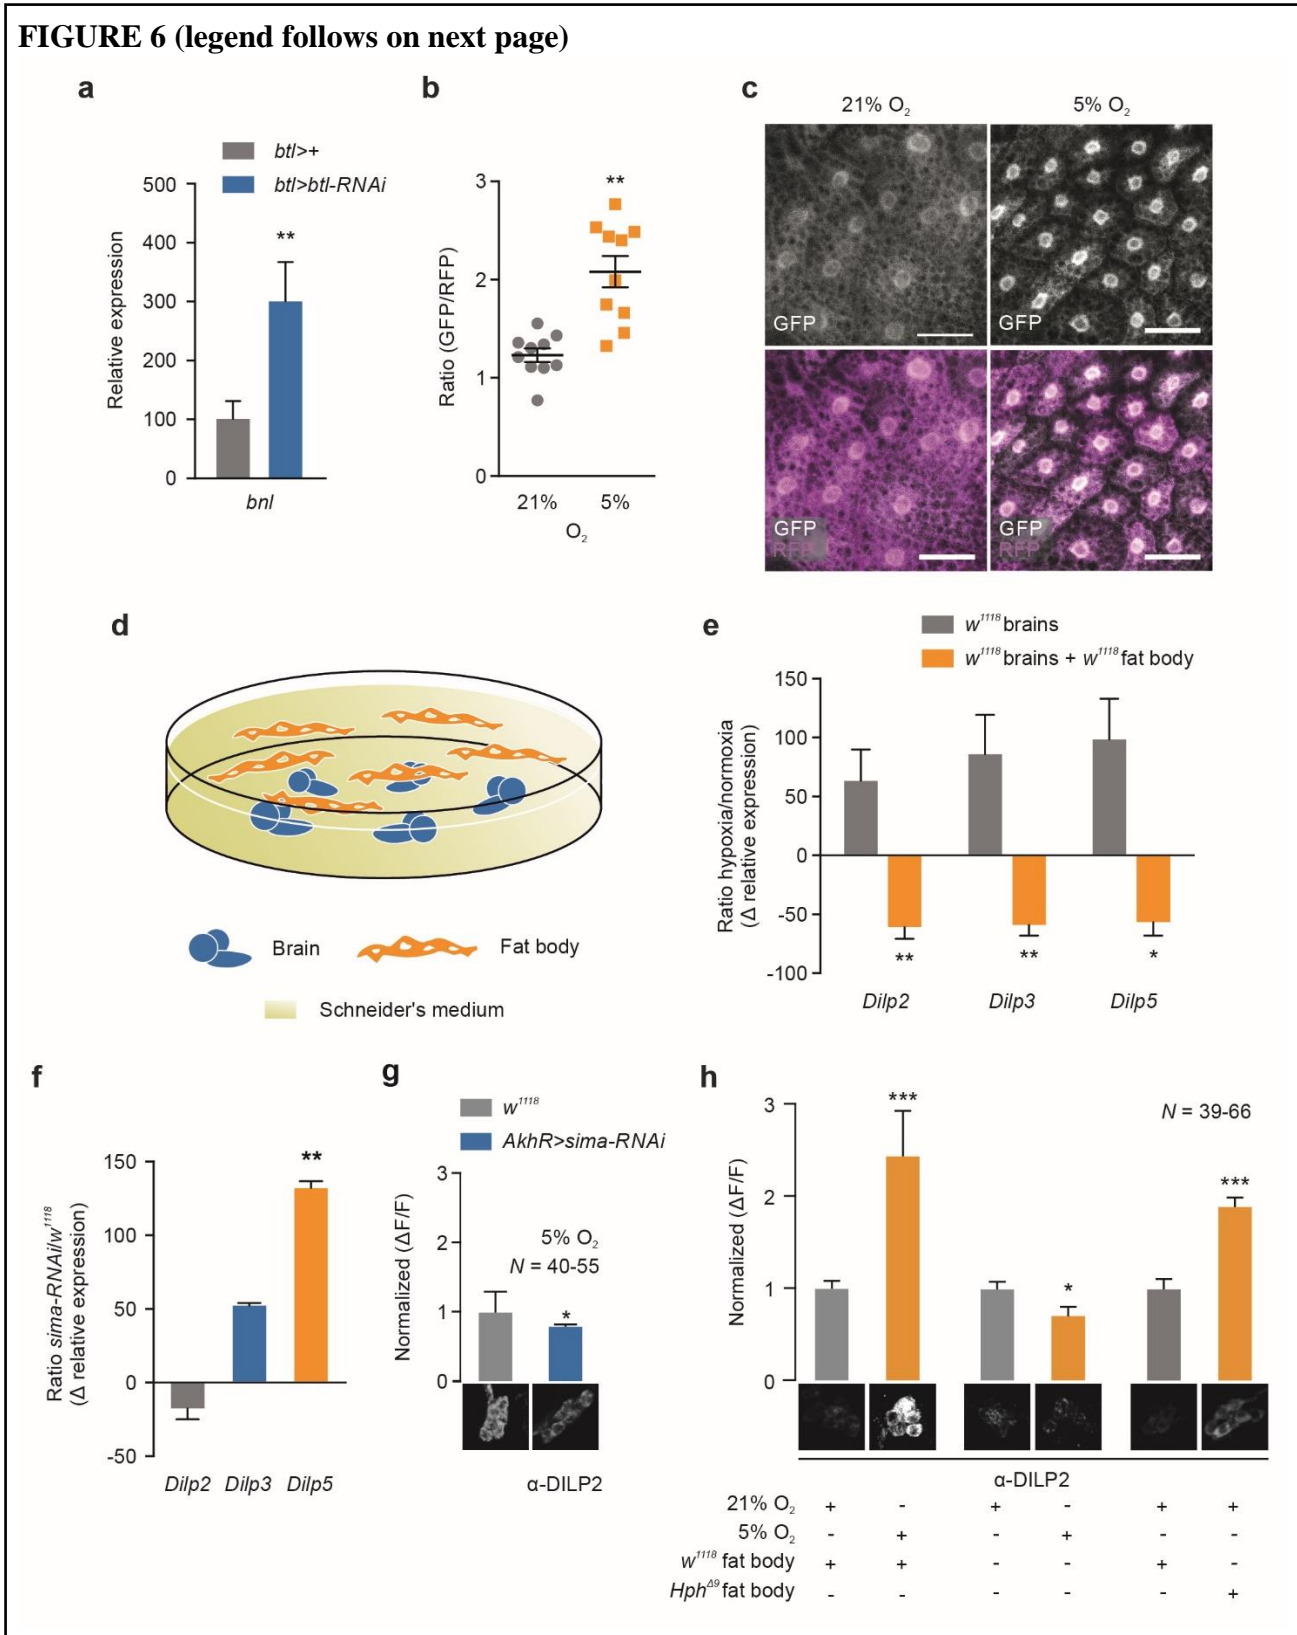 FIGURE 6 (legend follows on next page)
a
btl>+
btl>btl-RNAi
500
400
300
200
100
0
Relative expression
**
bnl
b
3
2
1
0
Ratio (GFP/RFP)
**
21%
5%
O₂
c
21% O₂
5% O₂
GFP
GFP
GFP
RFP
GFP
RFP
d
Brain
Fat body
Schneider's medium
e
w¹¹¹⁸ brains
w¹¹¹⁸ brains + w¹¹¹⁸ fat body
150
100
50
0
-50
-100
Ratio hypoxia/normoxia
(Δ relative expression)
**
**
*
Dilp2
Dilp3
Dilp5
f
150
100
50
0
-50
Ratio sima-RNAi/w¹¹¹⁸
(Δ relative expression)
**
Dilp2
Dilp3
Dilp5
g
w¹¹¹⁸
AkhR>sima-RNAi
3
2
1
0
Normalized (ΔF/F)
5% O₂
N = 40-55
*
α-DILP2
h
3
2
1
0
Normalized (ΔF/F)
N = 39-66
***
*
***
α-DILP2
21% O₂ + - + - + +
5% O₂ - + - + - -
w¹¹¹⁸ fat body + + - - + -
Hph^Δ9 fat body - - - - - +